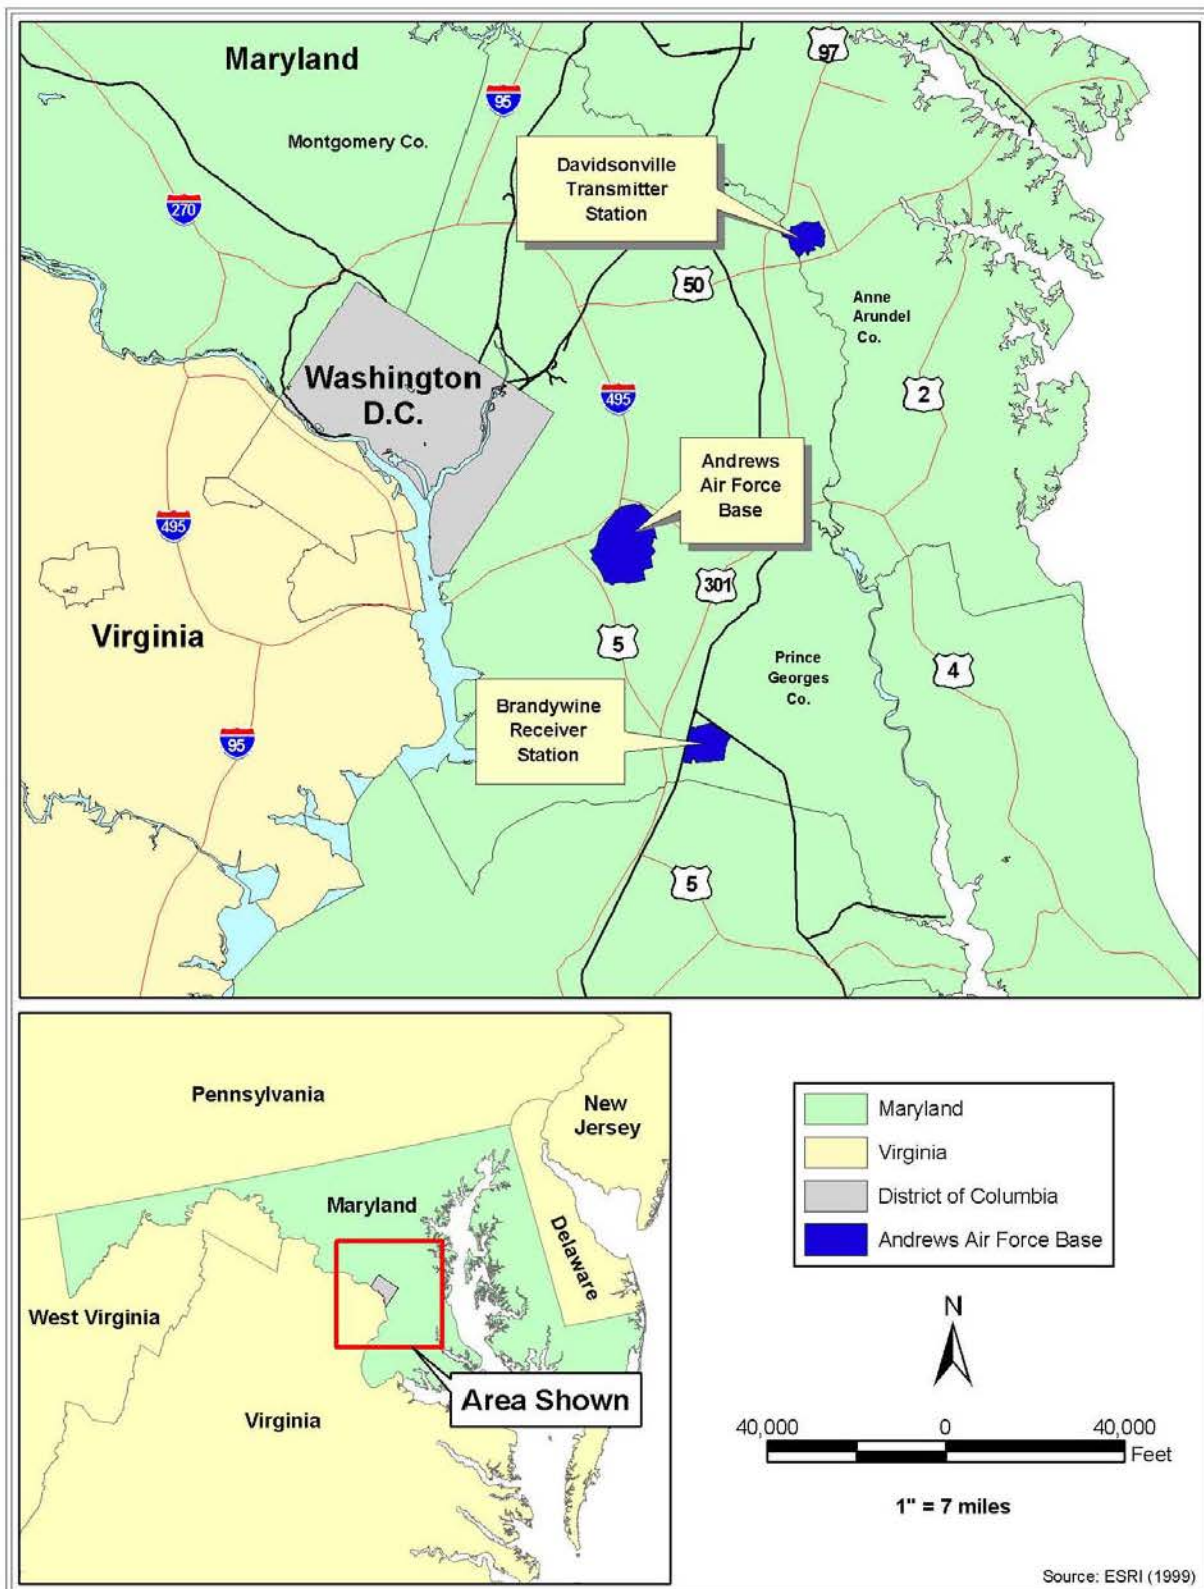 Maryland
97
95
Montgomery Co.
Davidsonville
Transmitter
Station
270
50
Anne
Arundel
Co.
Washington
D.C.
495
2
Andrews
Air Force
Base
495
301
Virginia
5
Prince
Georges
Co.
4
Brandywine
Receiver
Station
95
5
Pennsylvania
New
Jersey
Maryland
Delaware
West Virginia
Area Shown
Virginia
Maryland
Virginia
District of Columbia
Andrews Air Force Base
N
40,000
0
40,000
Feet
1" = 7 miles
Source: ESRI (1999)